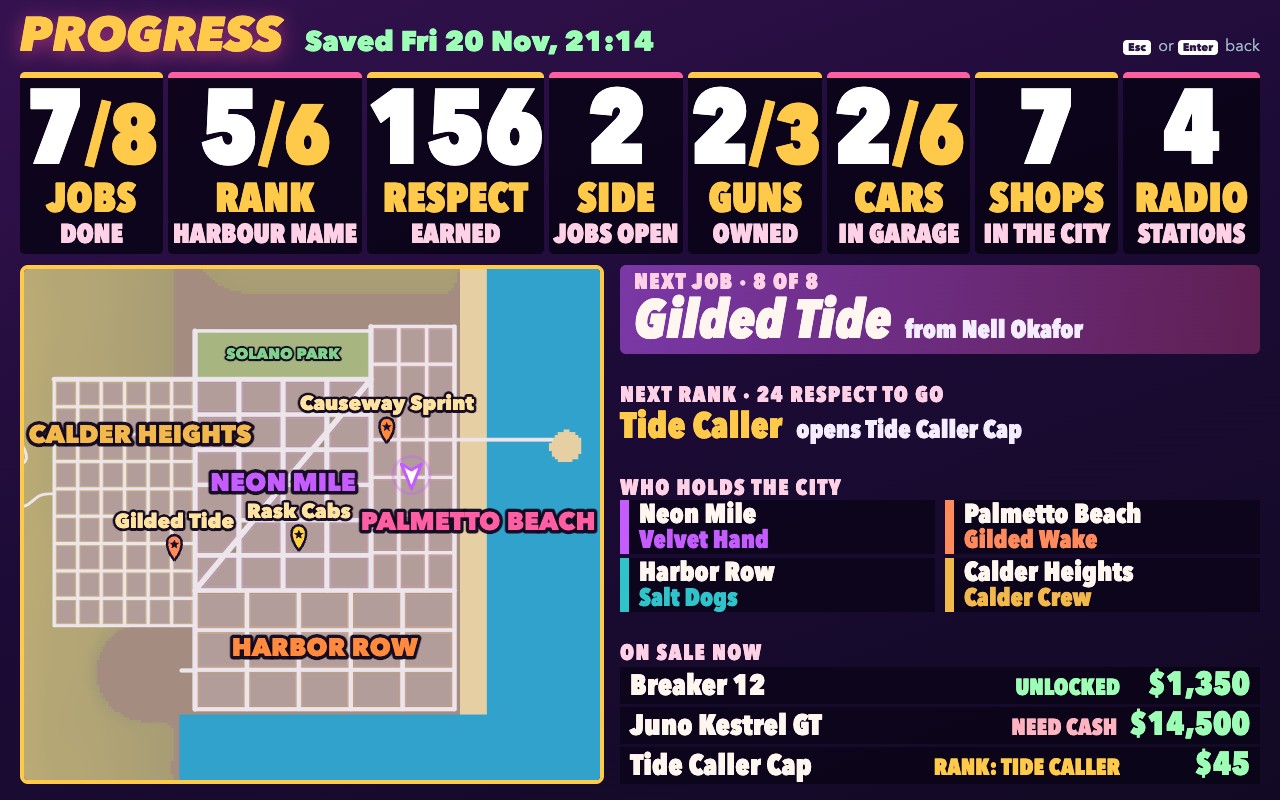 PROGRESS Saved Fri 20 Nov, 21:14
Esc or Enter back
7/8
JOBS
DONE
5/6
RANK
HARBOUR NAME
156
RESPECT
EARNED
2
SIDE
JOBS OPEN
2/3
GUNS
OWNED
2/6
CARS
IN GARAGE
7
SHOPS
IN THE CITY
4
RADIO
STATIONS
SOLANO PARK
Causeway Sprint
CALDER HEIGHTS
NEON MILE
Rask Cabs
Gilded Tide
PALMETTO BEACH
HARBOR ROW
NEXT JOB · 8 OF 8
Gilded Tide from Nell Okafor
NEXT RANK · 24 RESPECT TO GO
Tide Caller opens Tide Caller Cap
WHO HOLDS THE CITY
Neon Mile
Velvet Hand
Palmetto Beach
Gilded Wake
Harbor Row
Salt Dogs
Calder Heights
Calder Crew
ON SALE NOW
Breaker 12 UNLOCKED $1,350
Juno Kestrel GT NEED CASH $14,500
Tide Caller Cap RANK: TIDE CALLER $45